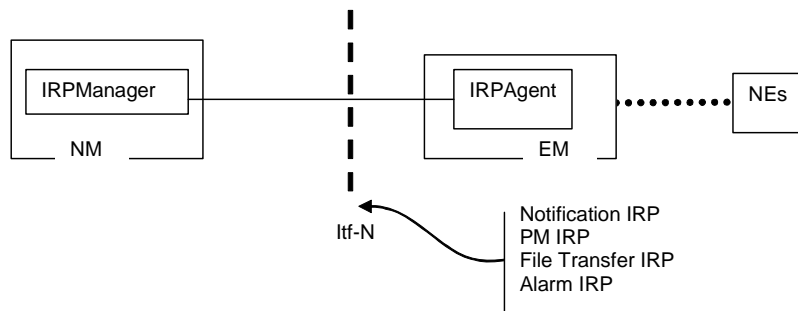 IRPManager
IRPAgent
NEs
NM
EM
Itf-N
Notification IRP
PM IRP
File Transfer IRP
Alarm IRP